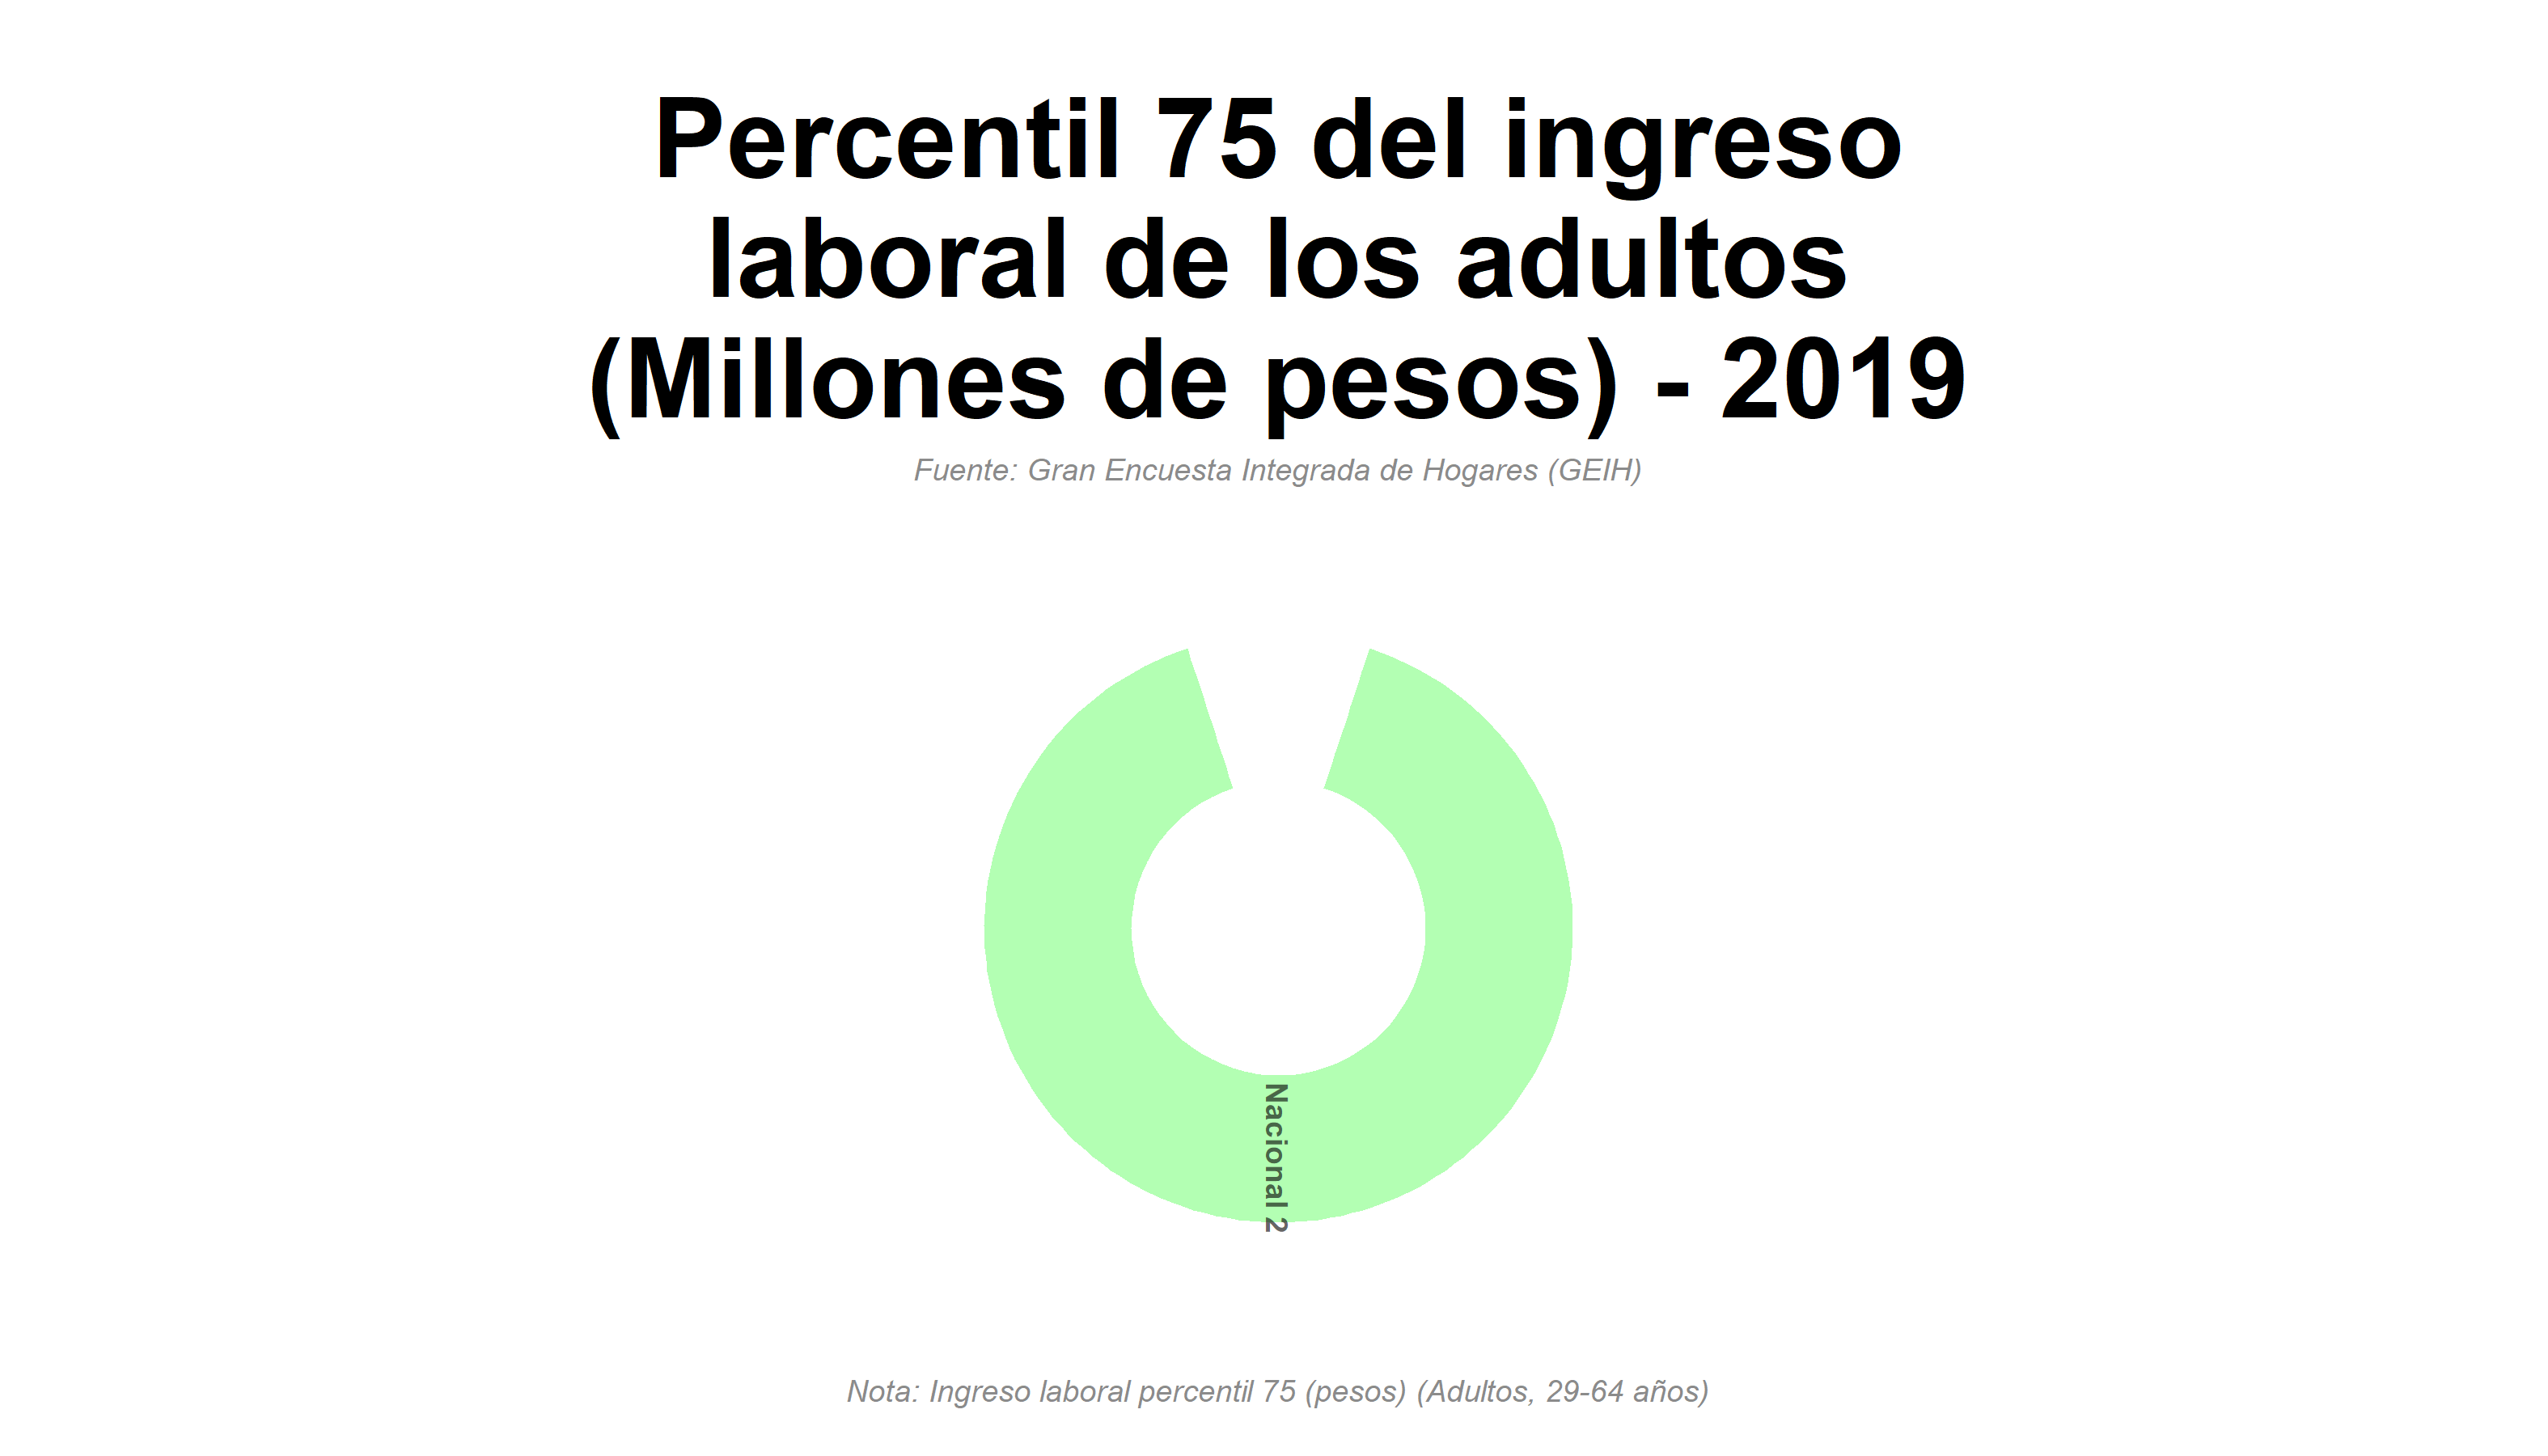 Percentil 75 del ingreso
laboral de los adultos
(Millones de pesos) - 2019
Fuente: Gran Encuesta Integrada de Hogares (GEIH)
Nacional 2
Nota: Ingreso laboral percentil 75 (pesos) (Adultos, 29-64 años)